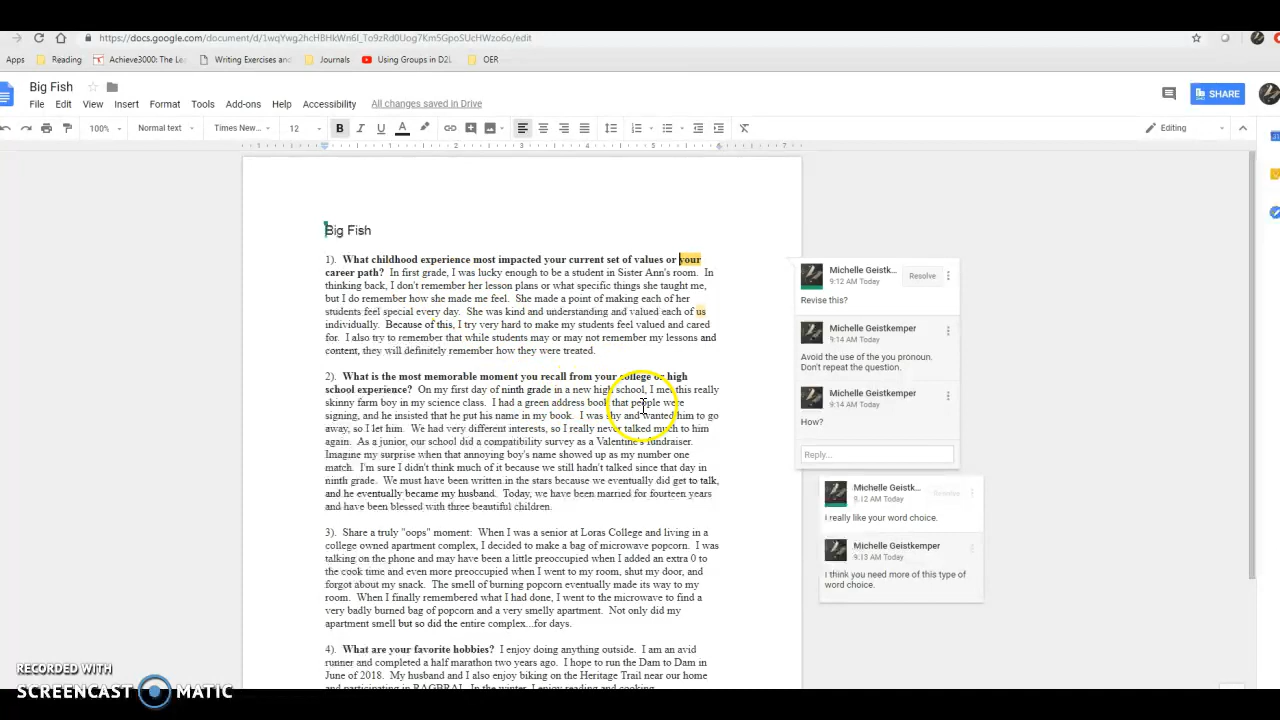 https://docs.google.com/document/d/
Apps Reading Achieve3000: The Le Writing Exercises and Journals Using Groups in D2L OER
Big Fish
File Edit View Insert Format Tools Add-ons Help Accessibility All changes saved in Drive
SHARE
100% Normal text Times New... 12 B I U A Editing
1 1 2 3 4 5 6 7
Big Fish
1). What childhood experience most impacted your current set of values or your
career path? In first grade, I was lucky enough to be a student in Sister Ann's room. In
thinking back, I don't remember her lesson plans or what specific things she taught me,
but I do remember how she made me feel. She made a point of making each of her
students feel special every day. She was kind and understanding and valued each of us
individually. Because of this, I try very hard to make my students feel valued and cared
for. I also try to remember that while students may or may not remember my lessons and
content, they will definitely remember how they were treated.
2). What is the most memorable moment you recall from your college or high
school experience? On my first day of ninth grade in a new high school, I met this really
skinny farm boy in my science class. I had a green address book that people were
signing, and he insisted that he put his name in my book. I was shy and wanted him to go
away, so I let him. We had very different interests, so I really never talked much to him
again. As a junior, our school did a compatibility survey as a Valentine's fundraiser.
Imagine my surprise when that annoying boy's name showed up as my number one
match. I'm sure I didn't think much of it because we still hadn't talked since that day in
ninth grade. We must have been written in the stars because we eventually did get to talk,
and he eventually became my husband. Today, we have been married for fourteen years
and have been blessed with three beautiful children.
3). Share a truly "oops" moment: When I was a senior at Loras College and living in a
college owned apartment complex, I decided to make a bag of microwave popcorn. I was
talking on the phone and may have been a little preoccupied when I added an extra 0 to
the cook time and even more preoccupied when I went to my room, shut my door, and
forgot about my snack. The smell of burning popcorn eventually made its way to my
room. When I finally remembered what I had done, I went to the microwave to find a
very badly burned bag of popcorn and a very smelly apartment. Not only did my
apartment smell but so did the entire complex...for days.
4). What are your favorite hobbies? I enjoy doing anything outside. I am an avid
runner and completed a half marathon two years ago. I hope to run the Dam to Dam in
June of 2018. My husband and I also enjoy biking on the Heritage Trail near our home
and participating in RAGBRAI. In the winter, I enjoy reading and cooking.
Michelle Geistk...
9:12 AM Today
Resolve
Revise this?
Michelle Geistkemper
9:14 AM Today
Avoid the use of the you pronoun.
Don't repeat the question.
Michelle Geistkemper
9:14 AM Today
How?
Reply...
Michelle Geistk...
9:12 AM Today
Resolve
i really like your word choice.
Michelle Geistkemper
9:13 AM Today
I think you need more of this type of
word choice.
RECORDED WITH
SCREENCAST MATIC